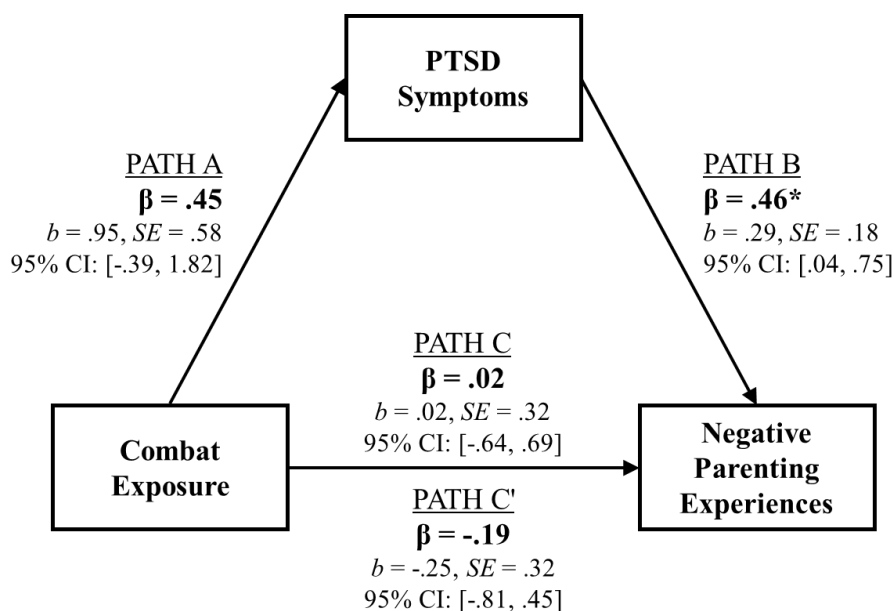 PTSD
Symptoms
PATH A
β = .45
b = .95, SE = .58
95% CI: [-.39, 1.82]
PATH B
β = .46*
b = .29, SE = .18
95% CI: [.04, .75]
PATH C
β = .02
b = .02, SE = .32
95% CI: [-.64, .69]
Combat
Exposure
Negative
Parenting
Experiences
PATH C'
β = -.19
b = -.25, SE = .32
95% CI: [-.81, .45]